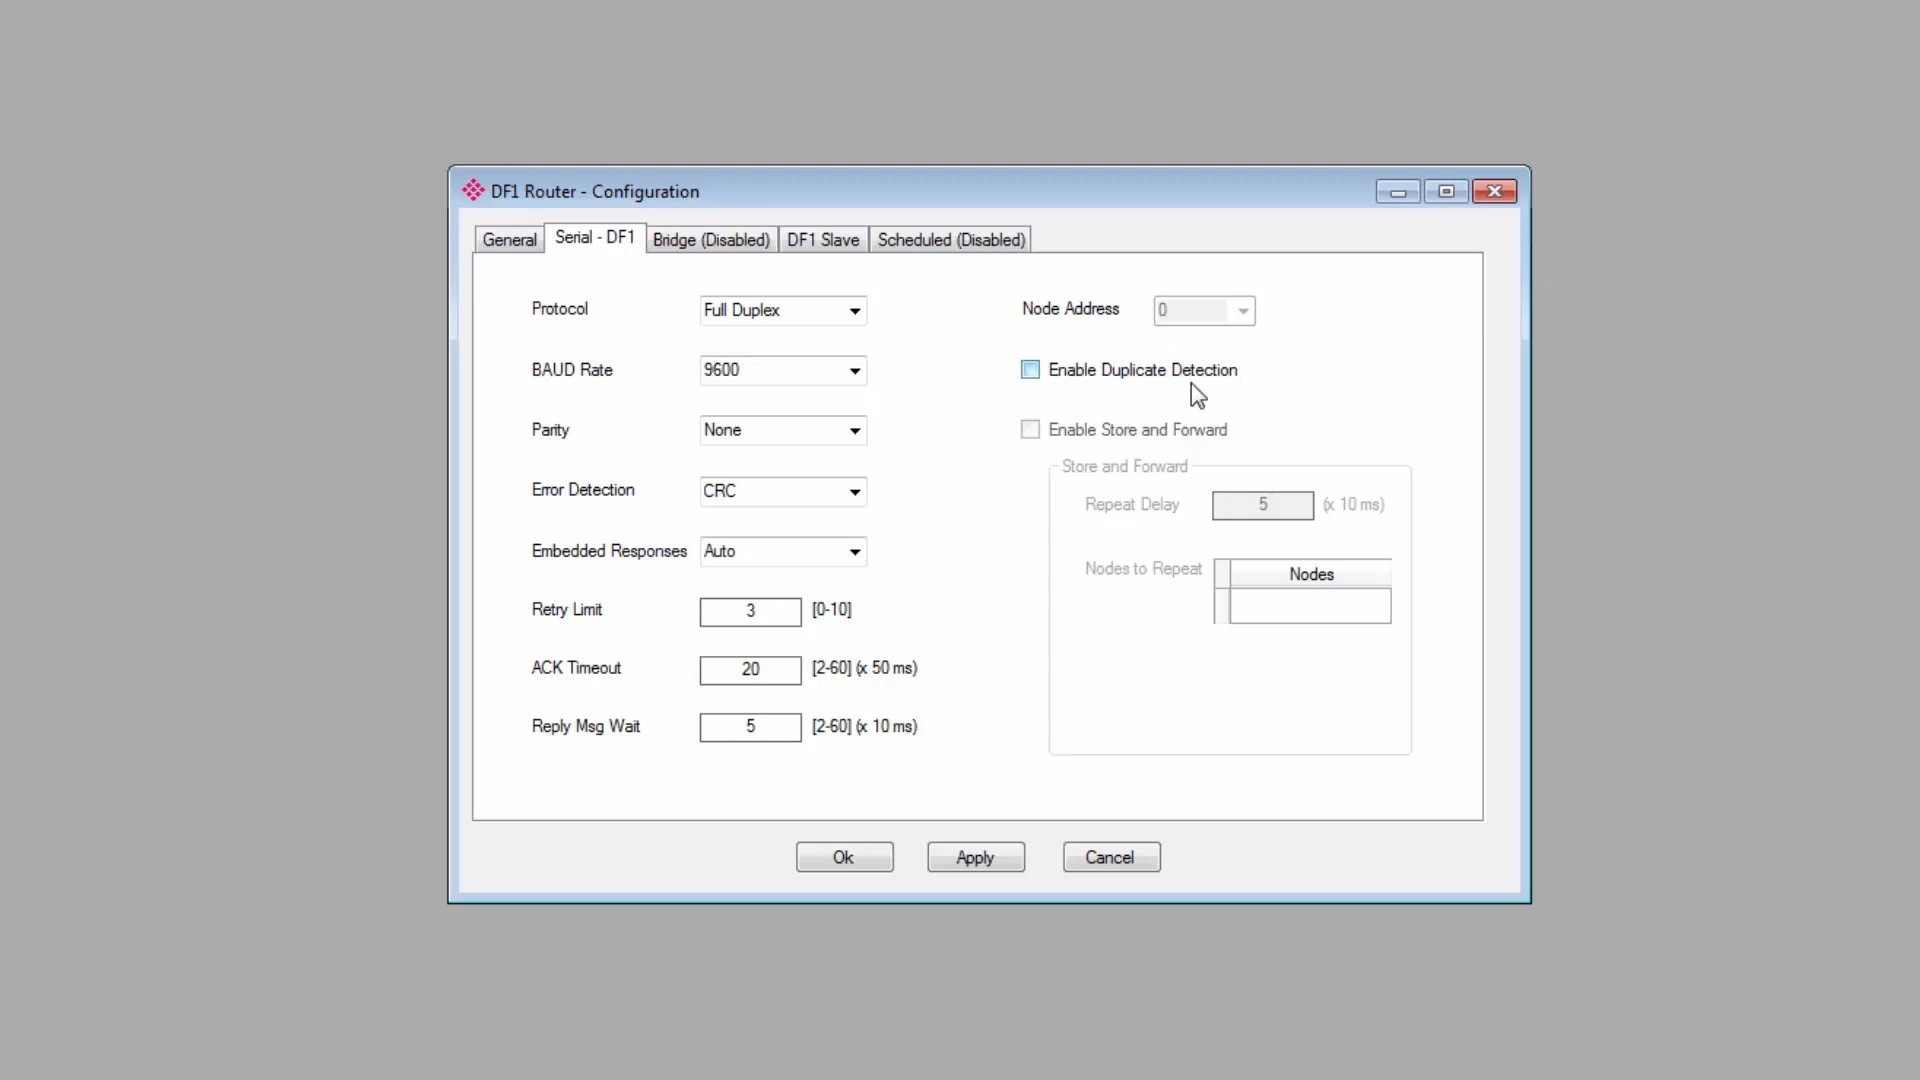 DF1 Router - Configuration
General
Serial - DF1
Bridge (Disabled)
DF1 Slave
Scheduled (Disabled)
Protocol
Full Duplex
Node Address
0
BAUD Rate
9600
Enable Duplicate Detection
Parity
None
Enable Store and Forward
Store and Forward
Error Detection
CRC
Repeat Delay
5
(x 10 ms)
Embedded Responses
Auto
Nodes to Repeat
Nodes
Retry Limit
3
[0-10]
ACK Timeout
20
[2-60] (x 50 ms)
Reply Msg Wait
5
[2-60] (x 10 ms)
Ok
Apply
Cancel